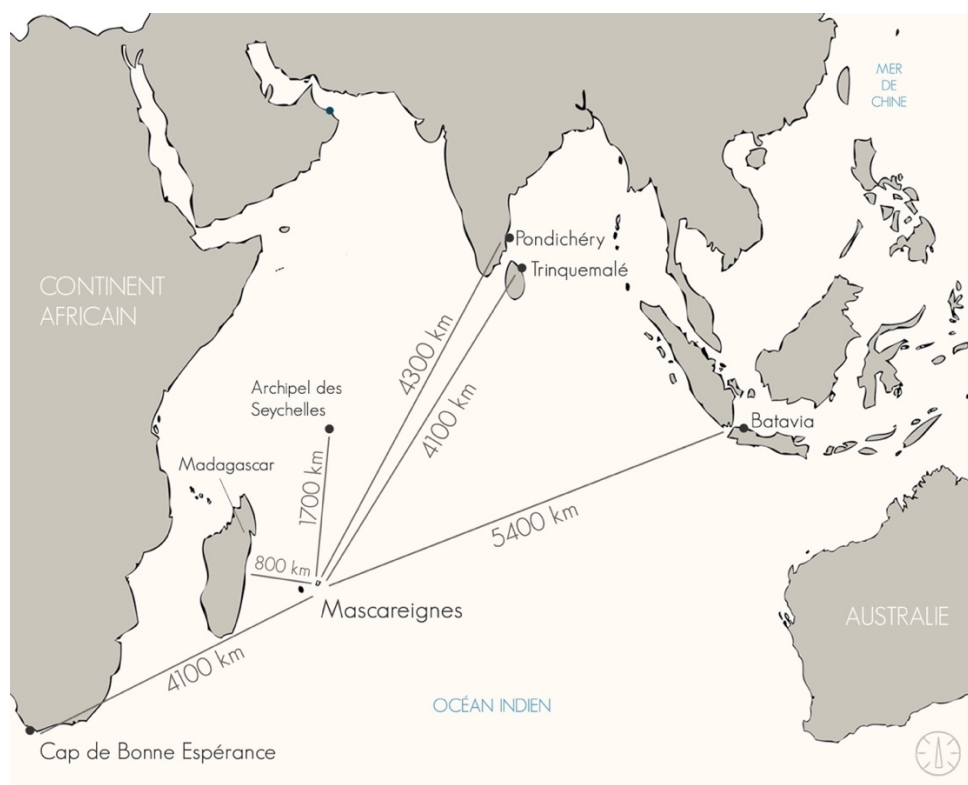 MER
DE
CHINE
Pondichéry
Trinquemalé
CONTINENT
AFRICAIN
4300 km
4100 km
Archipel des
Seychelles
Batavia
Madagascar
1700 km
5400 km
800 km
Mascareignes
AUSTRALIE
4100 km
OCÉAN INDIEN
Cap de Bonne Espérance